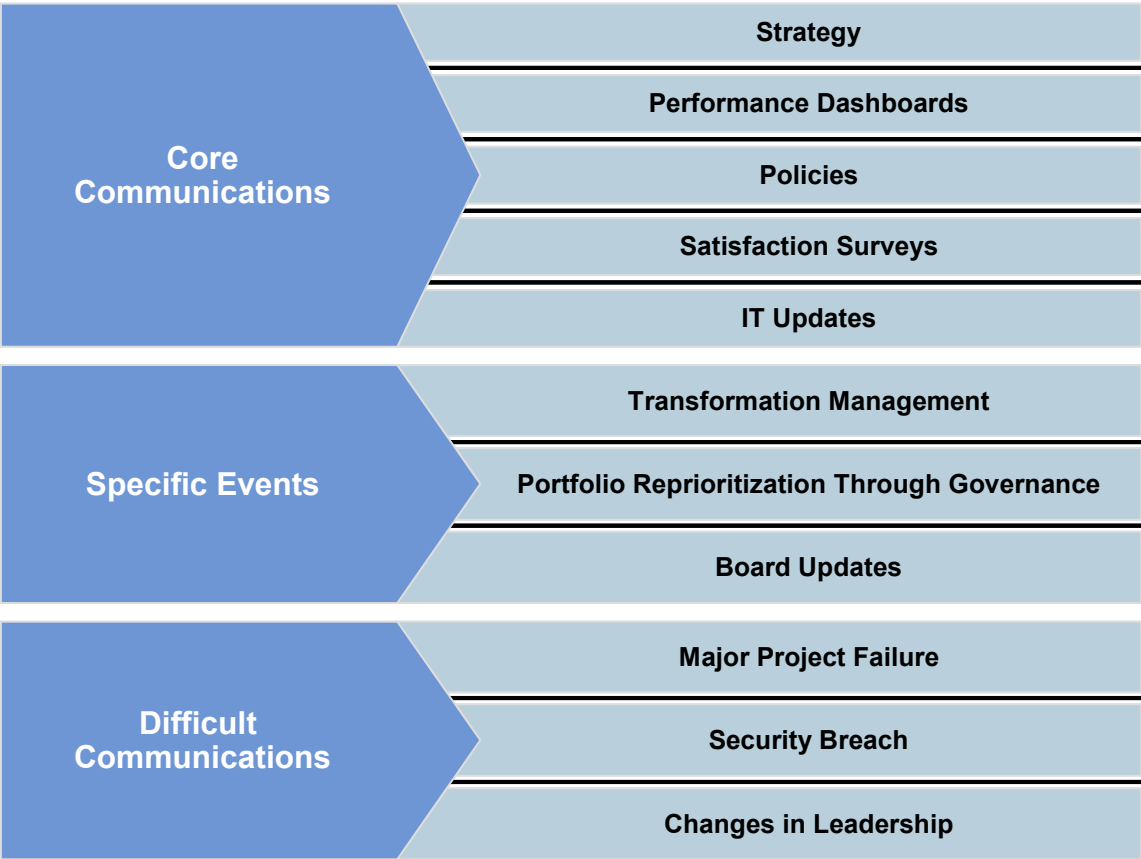 Core
Communications
Strategy
Performance Dashboards
Policies
Satisfaction Surveys
IT Updates
Specific Events
Transformation Management
Portfolio Reprioritization Through Governance
Board Updates
Difficult
Communications
Major Project Failure
Security Breach
Changes in Leadership